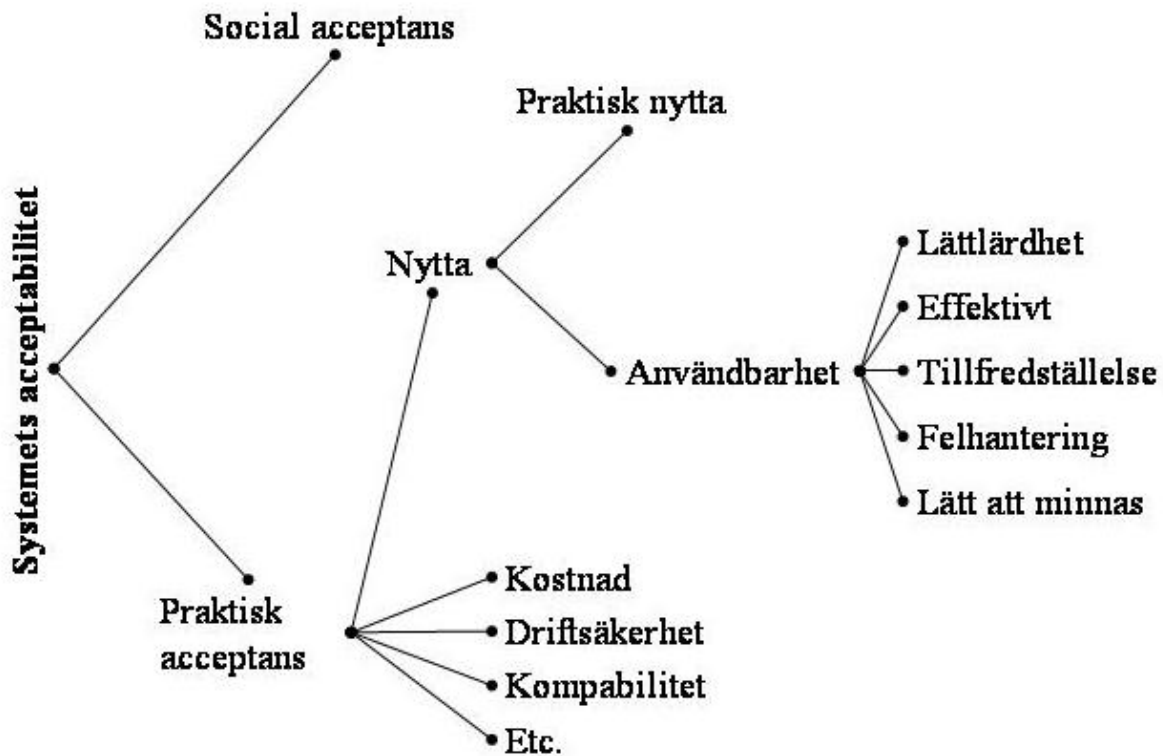 Social acceptans
Praktisk nytta
Systemets acceptabilitet
Nytta
Lättlärdhet
Effektivt
Användbarhet
Tillfredställelse
Felhantering
Lätt att minnas
Praktisk
acceptans
Kostnad
Driftsäkerhet
Kompabilitet
Etc.